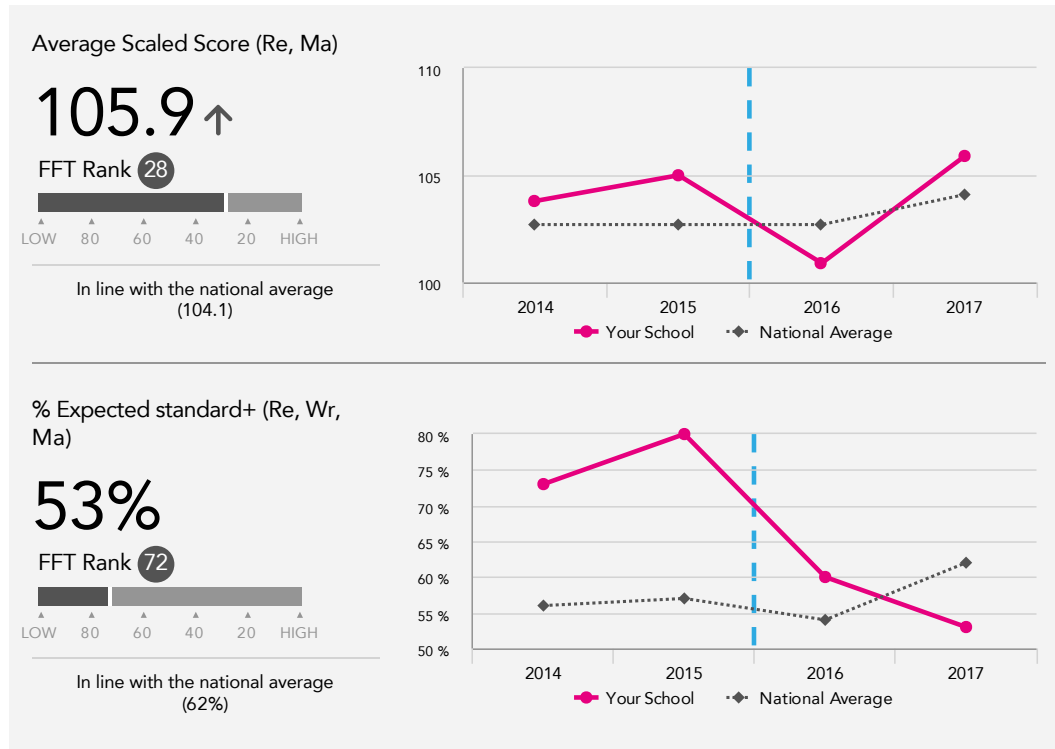 Average Scaled Score (Re, Ma)
105.9↑
FFT Rank 28
LOW 80 60 40 20 HIGH
In line with the national average
(104.1)
110
105
100
2014 2015 2016 2017
Your School National Average
% Expected standard+ (Re, Wr,
Ma)
53%
FFT Rank 72
LOW 80 60 40 20 HIGH
In line with the national average
(62%)
80 %
75 %
70 %
65 %
60 %
55 %
50 %
2014 2015 2016 2017
Your School National Average